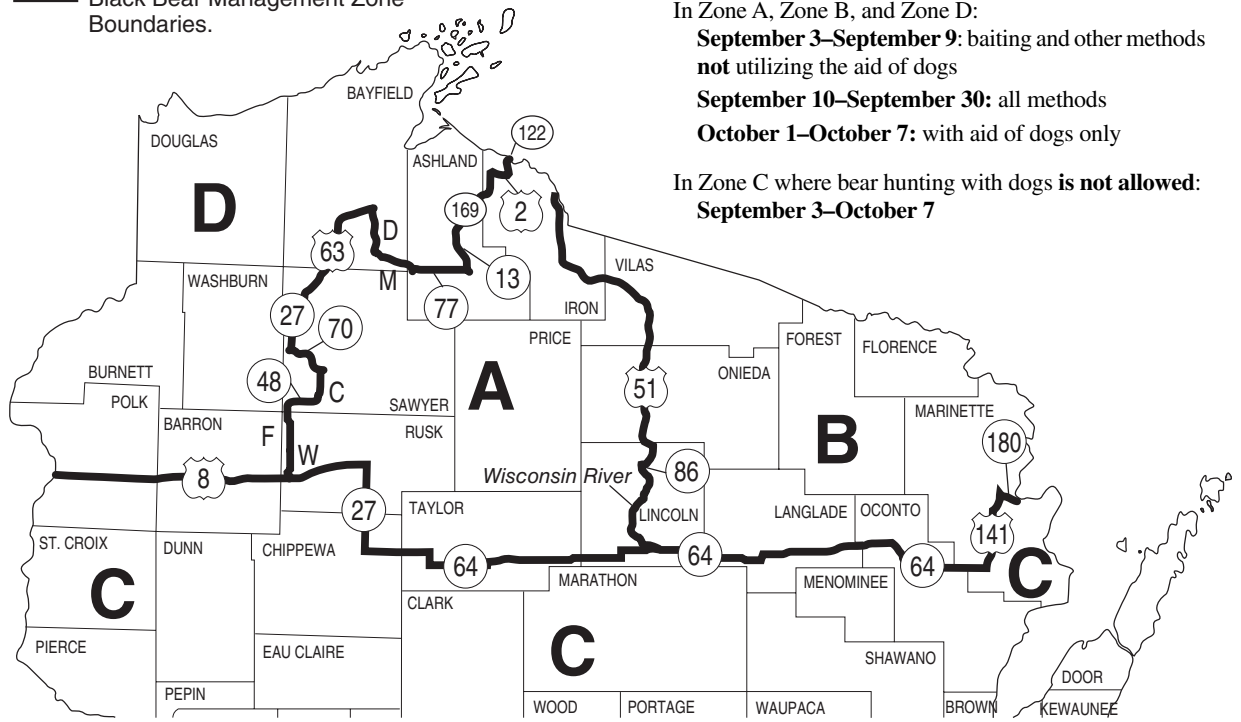 Black Bear Management Zone
Boundaries.
In Zone A, Zone B, and Zone D:
September 3–September 9: baiting and other methods
not utilizing the aid of dogs
September 10–September 30: all methods
October 1–October 7: with aid of dogs only
In Zone C where bear hunting with dogs is not allowed:
September 3–October 7
BAYFIELD
122
DOUGLAS
ASHLAND
D
169
2
D
63
13
M
VILAS
WASHBURN
77
27
70
IRON
PRICE
FOREST
FLORENCE
BURNETT
48
C
A
51
ONIEDA
POLK
SAWYER
BARRON
RUSK
MARINETTE
F
W
B
180
8
Wisconsin River
86
27
TAYLOR
LINCOLN
LANGLADE
OCONTO
141
ST. CROIX
DUNN
CHIPPEWA
64
64
64
C
C
MARATHON
MENOMINEE
CLARK
PIERCE
EAU CLAIRE
C
SHAWANO
DOOR
PEPIN
WOOD
PORTAGE
WAUPACA
BROWN
KEWAUNEE